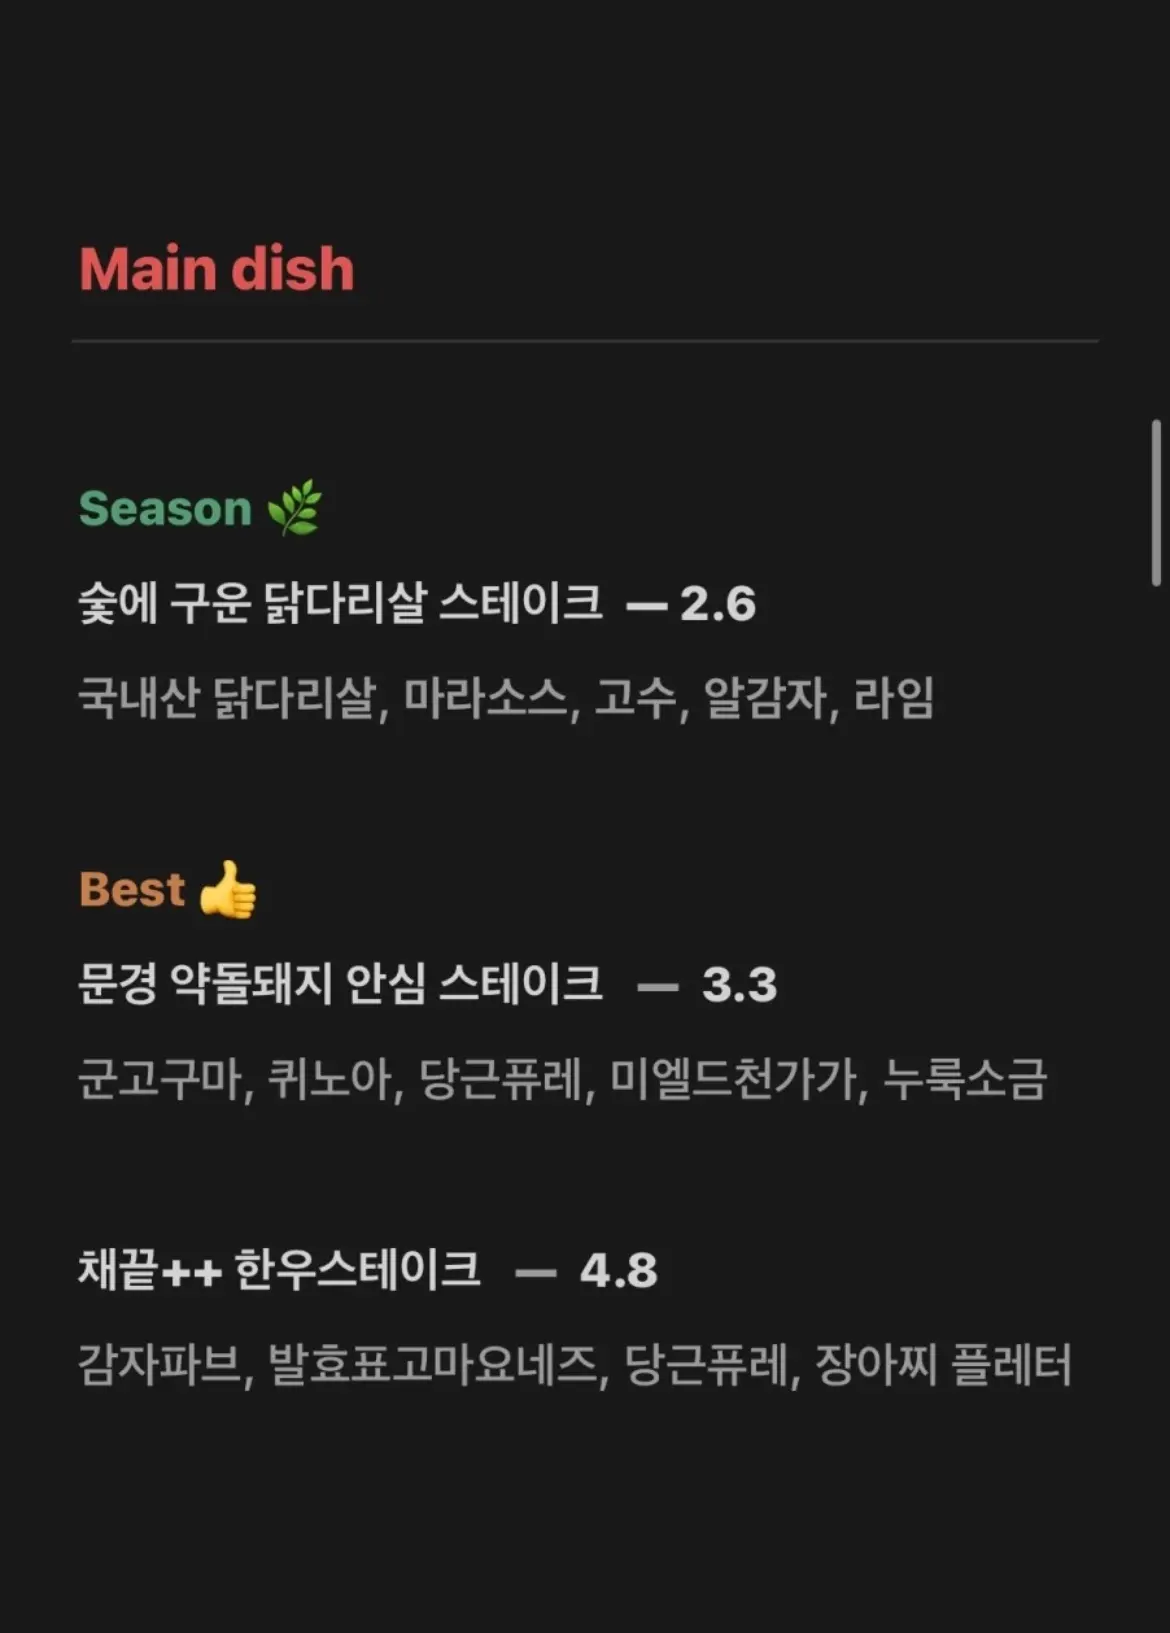 Main dish
Season 🌿
숯에 구운 닭다리살 스테이크 — 2.6
국내산 닭다리살, 마라소스, 고수, 알감자, 라임
Best 👍
문경 약돌돼지 안심 스테이크 — 3.3
군고구마, 퀴노아, 당근퓨레, 미엘드천가가, 누룩소금
채끝++ 한우스테이크 — 4.8
감자파브, 발효표고마요네즈, 당근퓨레, 장아찌 플레터